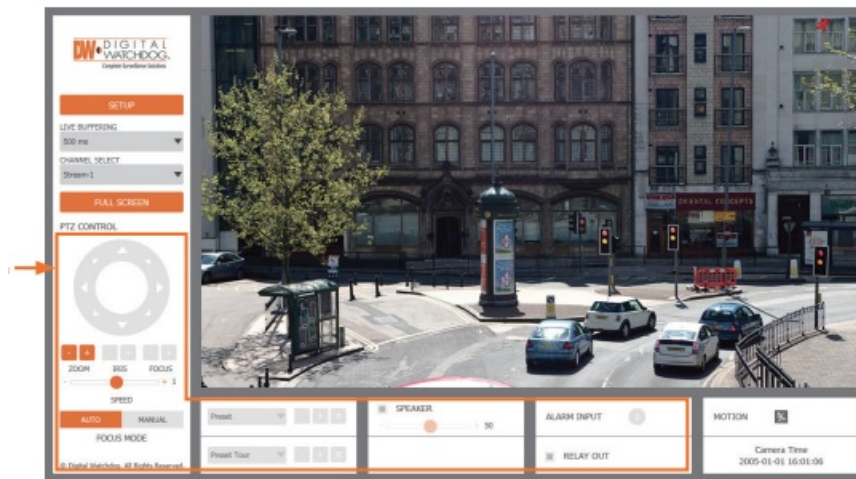 DW DIGITAL
WATCHDOG
Complete Surveillance Solutions
SETUP
LIVE BUFFERING
500 ms
CHANNEL SELECT
Stream-1
FULL SCREEN
PTZ CONTROL
- + - + - +
ZOOM IRIS FOCUS
- + 1
SPEED
AUTO MANUAL
FOCUS MODE
© Digital Watchdog. All Rights Reserved.
DENTAL CONCEPTS
Preset
Preset Tour
SPEAKER
- + 50
ALARM INPUT
RELAY OUT
MOTION
Camera Time
2005-01-01 16:01:06